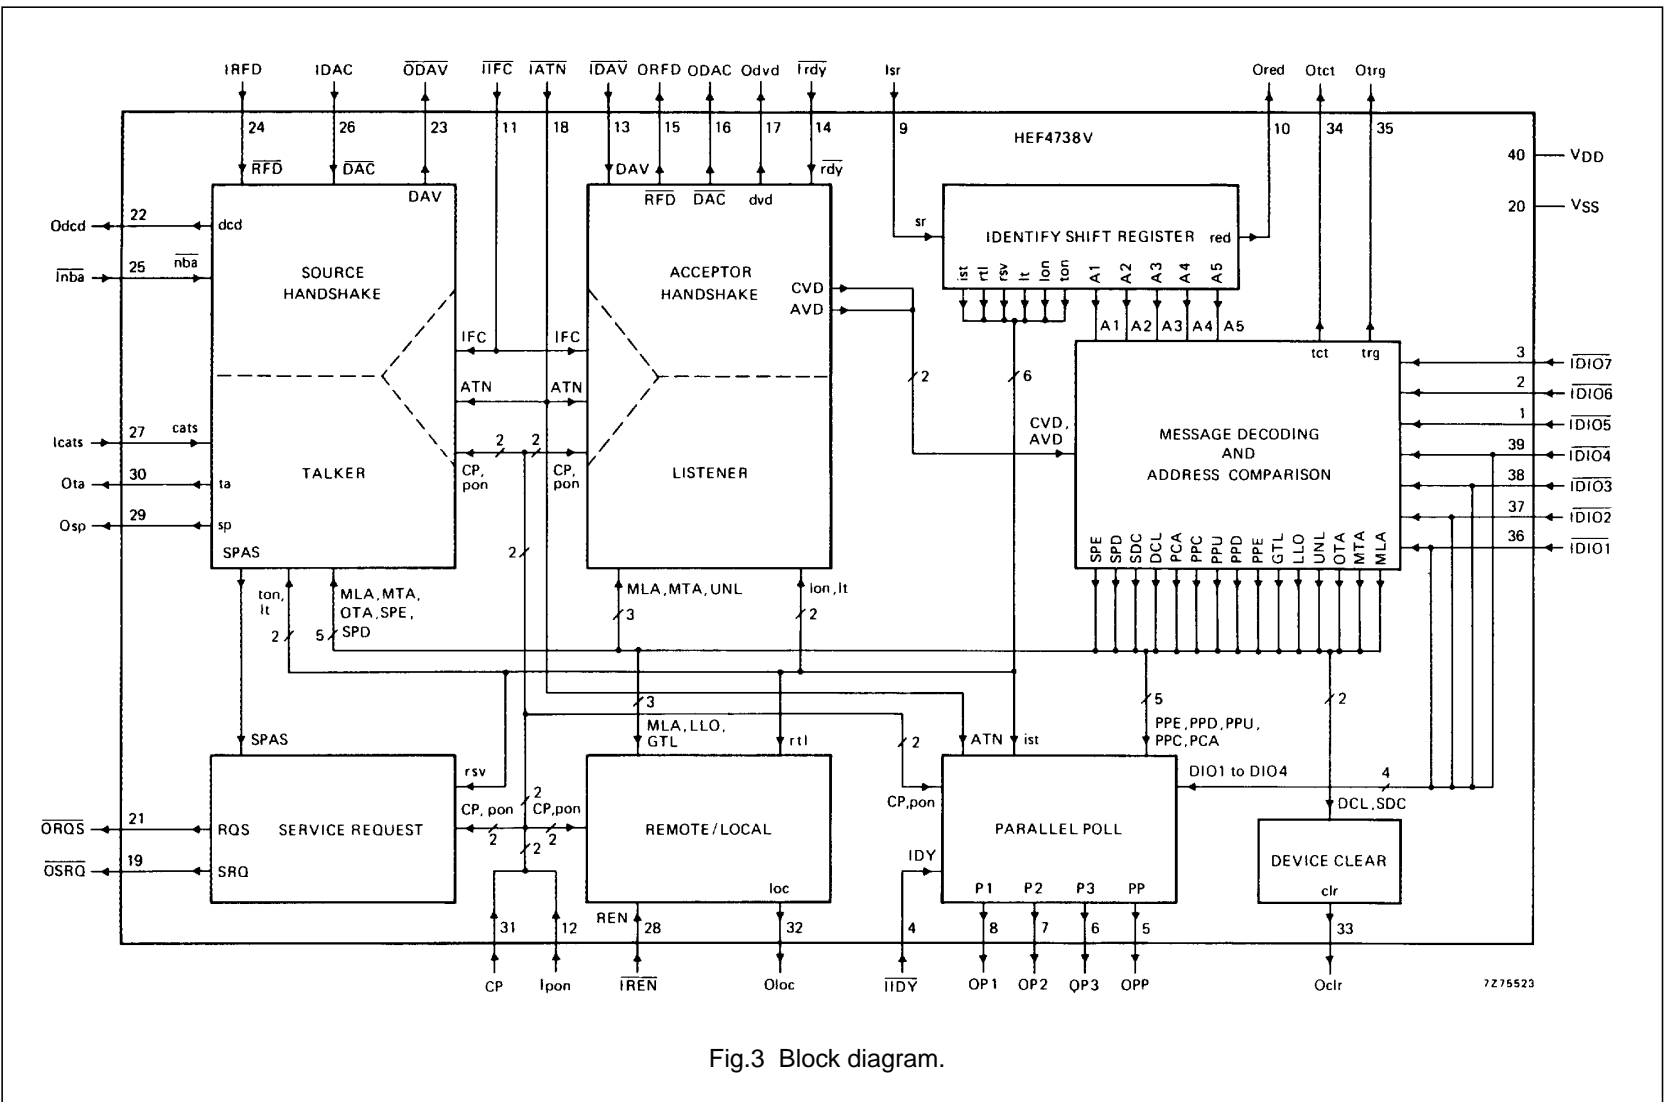 IRFD IDAC ODAV IIFC IATN IDAV ORFD ODAC Odvd Irdy Isr Ored Otct Otrg
24 26 23 11 18 13 15 16 17 14 9 10 34 35
HEF4738V
40 VDD
20 VSS
RFD DAC DAV
DAV RFD DAC dvd rdy
Odcd 22 dcd
Inba 25 nba
SOURCE
HANDSHAKE
ACCEPTOR
HANDSHAKE
CVD
AVD
sr
IDENTIFY SHIFT REGISTER red
ist rtl rsv lt lon ton A1 A2 A3 A4 A5
A1 A2 A3 A4 A5
IFC IFC
ATN ATN
2 2
CP, pon
CP, pon
2
6
tct trg
3 IDIO7
2 IDIO6
1 IDIO5
39 IDIO4
38 IDIO3
37 IDIO2
36 IDIO1
CVD,
AVD
MESSAGE DECODING
AND
ADDRESS COMPARISON
Icats 27 cats
TALKER
LISTENER
Ota 30 ta
Osp 29 sp
SPAS
2
SPE SPD SDC DCL PCA PPC PPU PPD PPE GTL LLO UNL OTA MTA MLA
ton,
lt
2
MLA, MTA,
OTA, SPE,
SPD
5
MLA, MTA, UNL
3
lon, lt
2
3
MLA, LLO,
GTL
rtl
2
CP, pon
ATN ist
5
PPE, PPD, PPU,
PPC, PCA
2
DIO1 to DIO4 4
DCL, SDC
SPAS
rsv
2
CP, pon CP, pon
2 2
2
ORQS 21 RQS
OSRQ 19 SRQ
SERVICE REQUEST
REMOTE/LOCAL
PARALLEL POLL
DEVICE CLEAR
IDY
loc
REN
P1 P2 P3 PP
clr
31 12 28 32 4 8 7 6 5 33
CP Ipon IREN Oloc IIDY OP1 OP2 OP3 OPP Oclr
7Z75523
Fig.3 Block diagram.